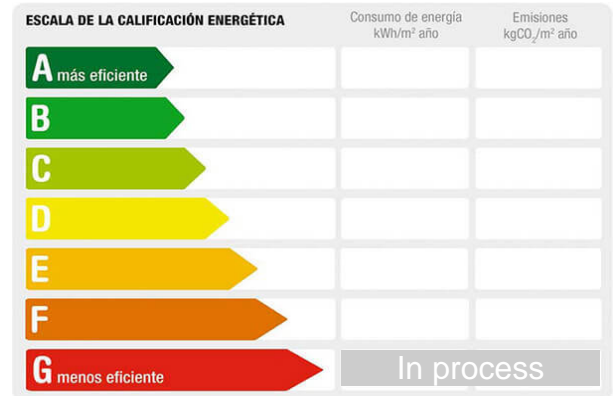 ESCALA DE LA CALIFICACIÓN ENERGÉTICA
Consumo de energía
kWh/m² año
Emisiones
kgCO₂/m² año
A más eficiente
B
C
D
E
F
G menos eficiente
In process